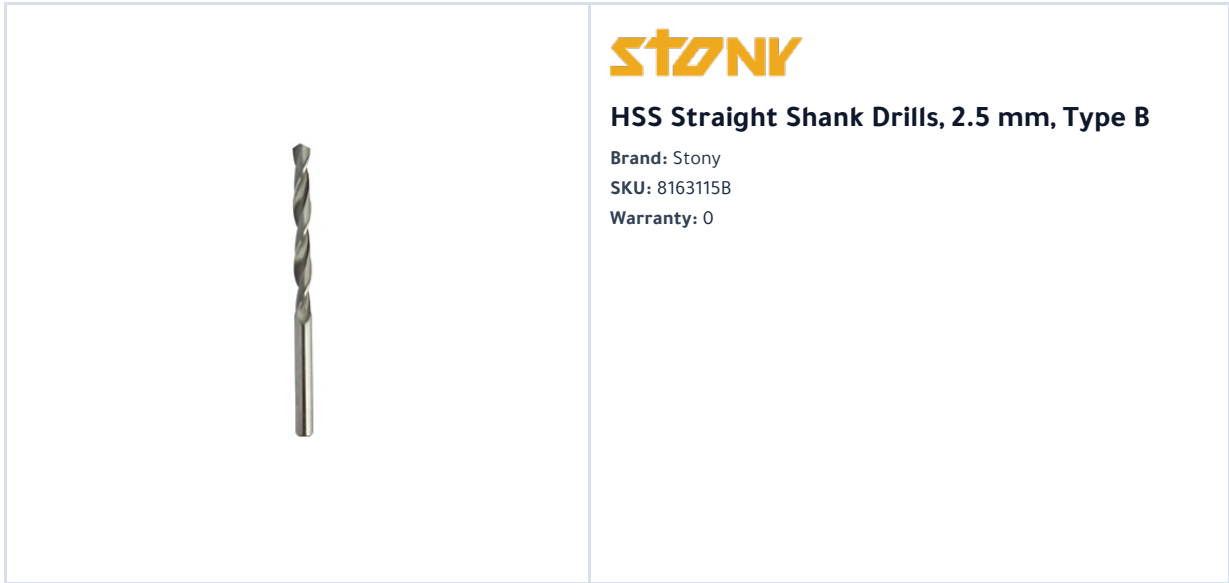 STONY
HSS Straight Shank Drills, 2.5 mm, Type B
Brand: Stony
SKU: 8163115B
Warranty: 0